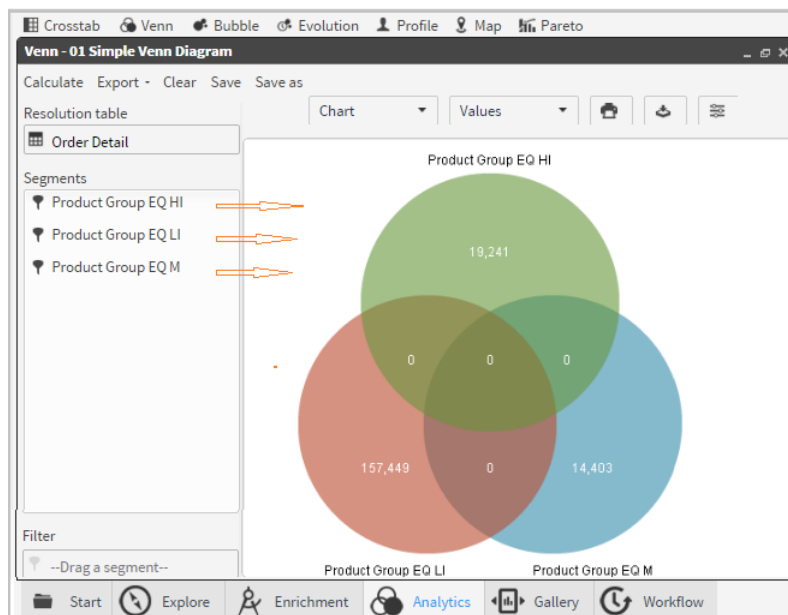 Crosstab Venn Bubble Evolution Profile Map Pareto
Venn - 01 Simple Venn Diagram
Calculate Export Clear Save Save as
Resolution table
Chart Values
Order Detail
Segments
Product Group EQ HI
Product Group EQ LI
Product Group EQ M
Product Group EQ HI
19,241
0 0 0
157,449 0 14,403
Product Group EQ LI Product Group EQ M
Filter
--Drag a segment--
Start Explore Enrichment Analytics Gallery Workflow